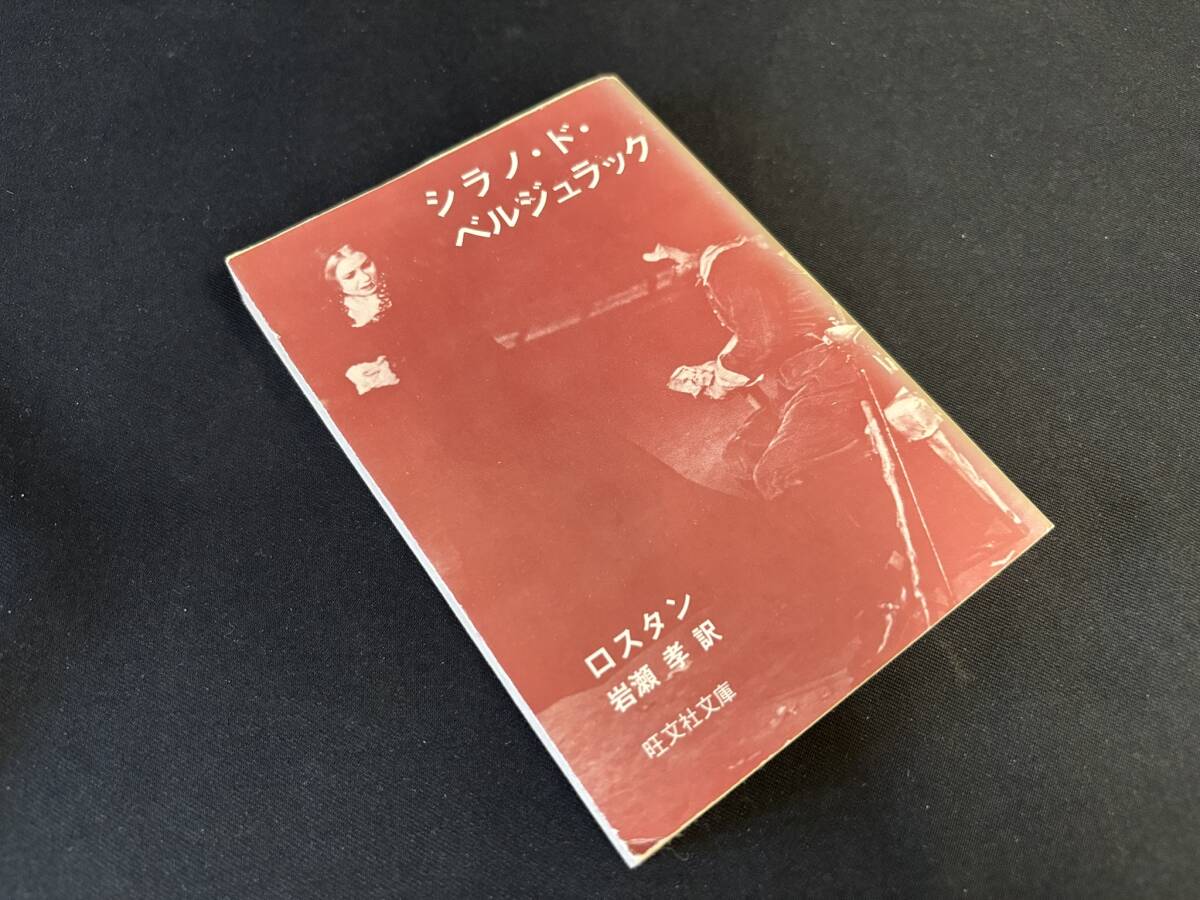 シラノ・ド・
ベルジュラック
ロスタン
岩瀬 孝 訳
旺文社文庫